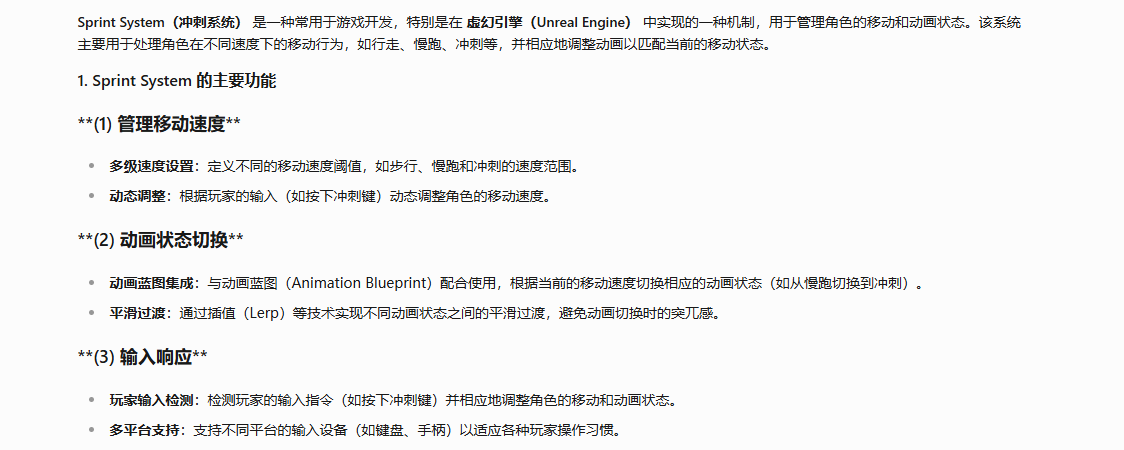 Sprint System（冲刺系统） 是一种常用于游戏开发，特别是在 虚幻引擎（Unreal Engine） 中实现的一种机制，用于管理角色的移动和动画状态。该系统
主要用于处理角色在不同速度下的移动行为，如行走、慢跑、冲刺等，并相应地调整动画以匹配当前的移动状态。
1. Sprint System 的主要功能
**(1) 管理移动速度**
• 多级速度设置：定义不同的移动速度阈值，如步行、慢跑和冲刺的速度范围。
• 动态调整：根据玩家的输入（如按下冲刺键）动态调整角色的移动速度。
**(2) 动画状态切换**
• 动画蓝图集成：与动画蓝图（Animation Blueprint）配合使用，根据当前的移动速度切换相应的动画状态（如从慢跑切换到冲刺）。
• 平滑过渡：通过插值（Lerp）等技术实现不同动画状态之间的平滑过渡，避免动画切换时的突兀感。
**(3) 输入响应**
• 玩家输入检测：检测玩家的输入指令（如按下冲刺键）并相应地调整角色的移动和动画状态。
• 多平台支持：支持不同平台的输入设备（如键盘、手柄）以适应各种玩家操作习惯。